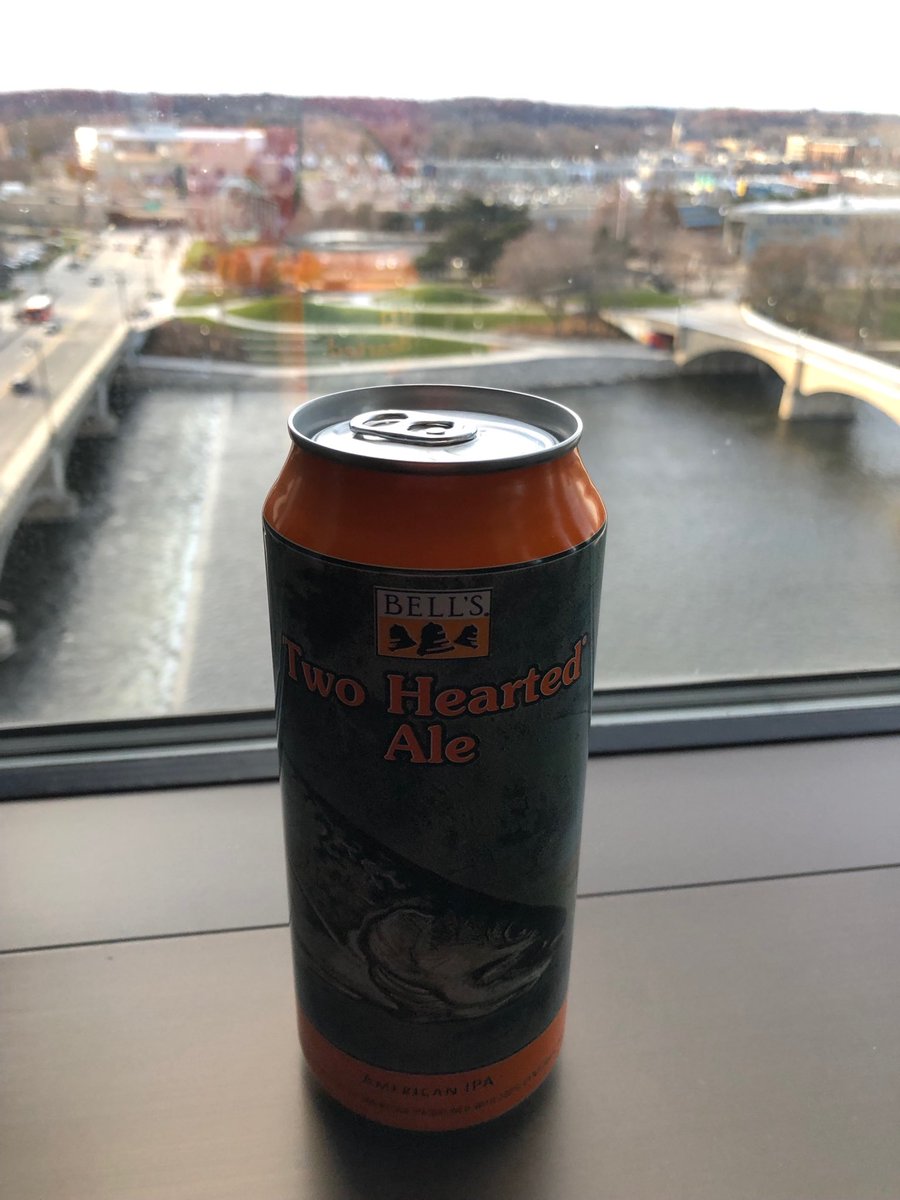 BELL'S
Two Hearted®
Ale
AMERICAN IPA